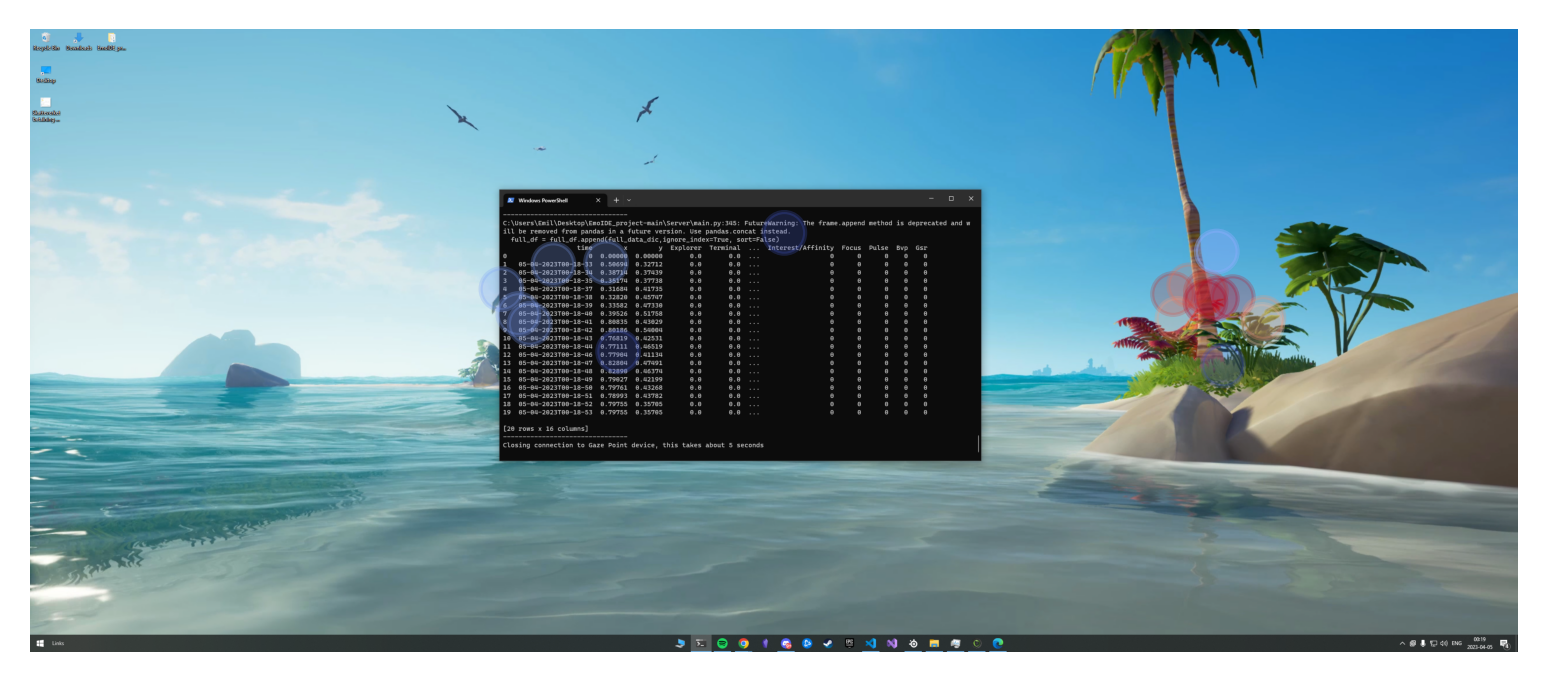 Recycle Bin Downloads EmoIDE_pro...
Desktop
Windows PowerShell
--------------------------------
C:\Users\Emil\Desktop\EmoIDE_project-main\Server\main.py:345: FutureWarning: The frame.append method is deprecated and w
ill be removed from pandas in a future version. Use pandas.concat instead.
full_df = full_df.append(full_data_dic,ignore_index=True, sort=False)
time x y Explorer Terminal ... Interest/Affinity Focus Pulse Bvp Gsr
0 0 0.00000 0.00000 0.0 0.0 ... 0 0 0 0 0
1 05-04-2023T00-18-33 0.50694 0.32712 0.0 0.0 ... 0 0 0 0 0
2 05-04-2023T00-18-34 0.38714 0.37439 0.0 0.0 ... 0 0 0 0 0
3 05-04-2023T00-18-35 0.35174 0.37738 0.0 0.0 ... 0 0 0 0 0
4 05-04-2023T00-18-37 0.31684 0.41735 0.0 0.0 ... 0 0 0 0 0
5 05-04-2023T00-18-38 0.32820 0.45747 0.0 0.0 ... 0 0 0 0 0
6 05-04-2023T00-18-39 0.33582 0.47330 0.0 0.0 ... 0 0 0 0 0
7 05-04-2023T00-18-40 0.39526 0.51758 0.0 0.0 ... 0 0 0 0 0
8 05-04-2023T00-18-41 0.80835 0.43029 0.0 0.0 ... 0 0 0 0 0
9 05-04-2023T00-18-42 0.80186 0.54004 0.0 0.0 ... 0 0 0 0 0
10 05-04-2023T00-18-43 0.76819 0.42531 0.0 0.0 ... 0 0 0 0 0
11 05-04-2023T00-18-44 0.77111 0.46519 0.0 0.0 ... 0 0 0 0 0
12 05-04-2023T00-18-46 0.77904 0.41134 0.0 0.0 ... 0 0 0 0 0
13 05-04-2023T00-18-47 0.82804 0.47491 0.0 0.0 ... 0 0 0 0 0
14 05-04-2023T00-18-48 0.82898 0.46374 0.0 0.0 ... 0 0 0 0 0
15 05-04-2023T00-18-49 0.79027 0.42199 0.0 0.0 ... 0 0 0 0 0
16 05-04-2023T00-18-50 0.79761 0.43268 0.0 0.0 ... 0 0 0 0 0
17 05-04-2023T00-18-51 0.78993 0.43782 0.0 0.0 ... 0 0 0 0 0
18 05-04-2023T00-18-52 0.79755 0.35705 0.0 0.0 ... 0 0 0 0 0
19 05-04-2023T00-18-53 0.79755 0.35705 0.0 0.0 ... 0 0 0 0 0
[20 rows x 16 columns]
--------------------------------
Closing connection to Gaze Point device, this takes about 5 seconds
Links
ENG
00:19
2023-04-05